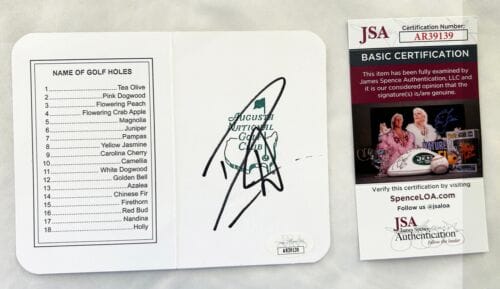 NAME OF GOLF HOLES
1 Tea Olive
2 Pink Dogwood
3 Flowering Peach
4 Flowering Crab Apple
5 Magnolia
6 Juniper
7 Pampas
8 Yellow Jasmine
9 Carolina Cherry
10 Camellia
11 White Dogwood
12 Golden Bell
13 Azalea
14 Chinese Fir
15 Firethorn
16 Red Bud
17 Nandina
18 Holly
AUGUSTA
NATIONAL
GOLF
CLUB
AR39139
JSA
Certification Number:
AR39139
BASIC CERTIFICATION
This item has been fully examined by
James Spence Authentication, LLC and
it is our considered opinion that the
signature(s) is/are genuine.
Verify this certification by visiting
SpenceLOA.com
Follow us @jsaloa
JSA
James Spence
Authentication
Follow the leader